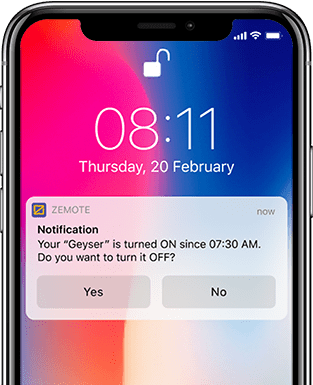 08:11
Thursday, 20 February
ZEMOTE now
Notification
Your “Geyser” is turned ON since 07:30 AM.
Do you want to turn it OFF?
Yes No